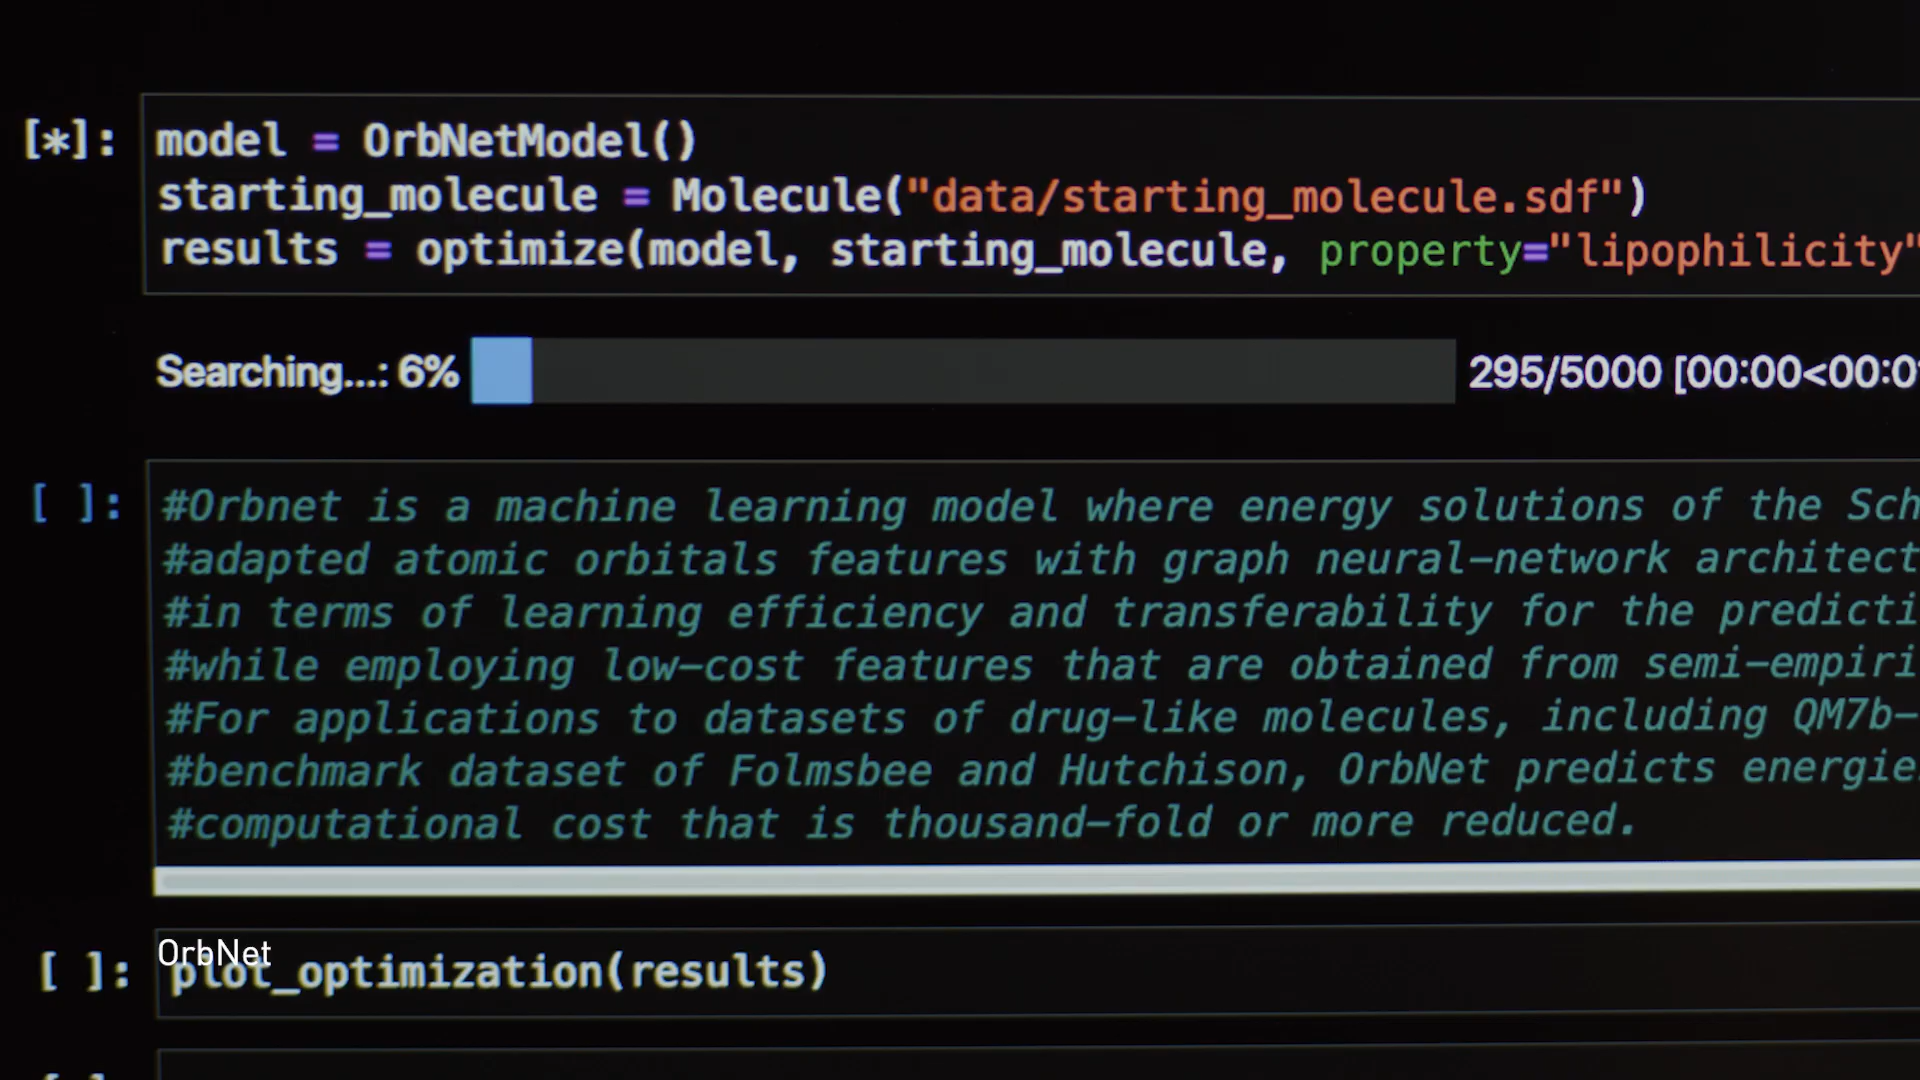 [*]: model = OrbNetModel()
starting_molecule = Molecule("data/starting_molecule.sdf")
results = optimize(model, starting_molecule, property="lipophilicity"
Searching...: 6% 295/5000 [00:00<00:0
[ ]: #Orbnet is a machine learning model where energy solutions of the Sch
#adapted atomic orbitals features with graph neural-network architect
#in terms of learning efficiency and transferability for the predicti
#while employing low-cost features that are obtained from semi-empiri
#For applications to datasets of drug-like molecules, including QM7b-
#benchmark dataset of Folmsbee and Hutchison, OrbNet predicts energie
#computational cost that is thousand-fold or more reduced.
OrbNet
[ ]: plot_optimization(results)